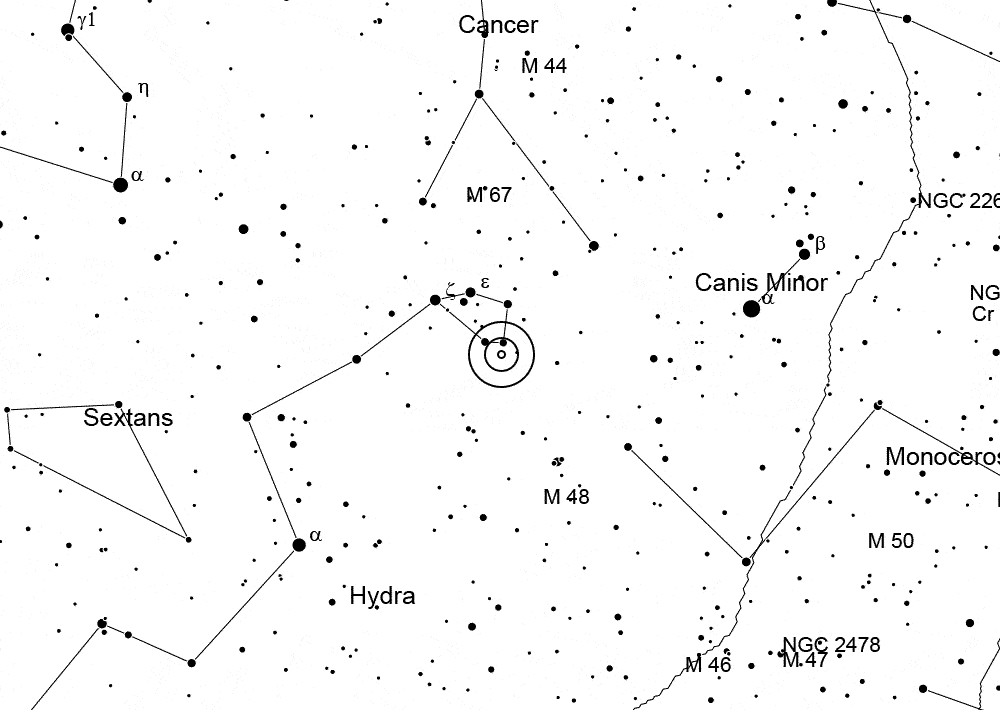 γ1
Cancer
M 44
η
α
M 67
NGC 226
β
Canis Minor
α
ζ
ε
NG
Cr
Sextans
Monoceros
M 48
α
M 50
Hydra
NGC 2478
M 46
M 47